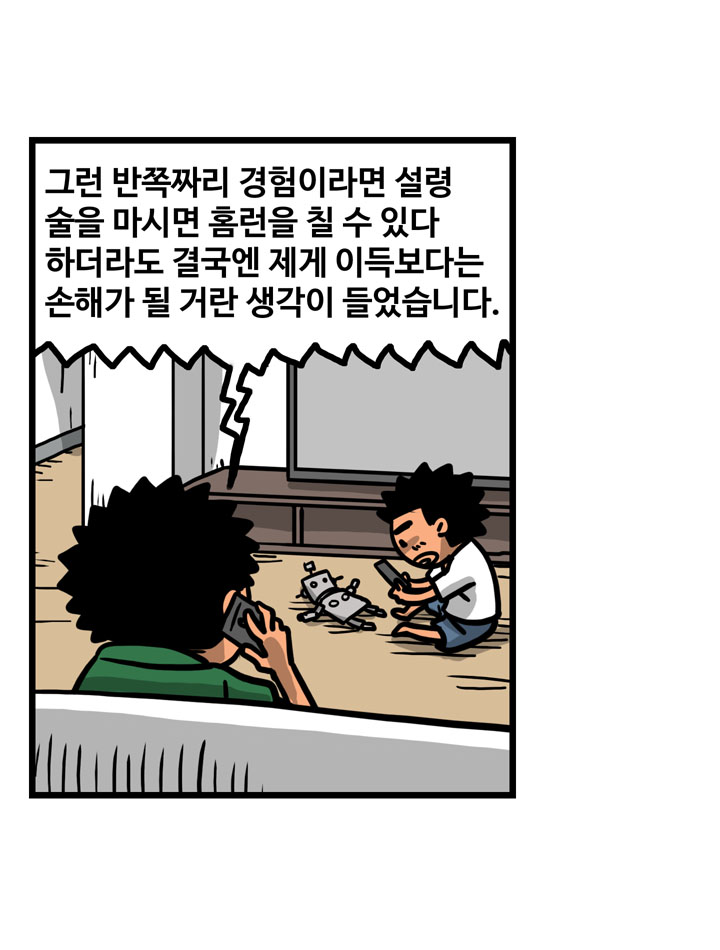 그런 반쪽짜리 경험이라면 설령
술을 마시면 홈런을 칠 수 있다
하더라도 결국엔 제게 이득보다는
손해가 될 거란 생각이 들었습니다.